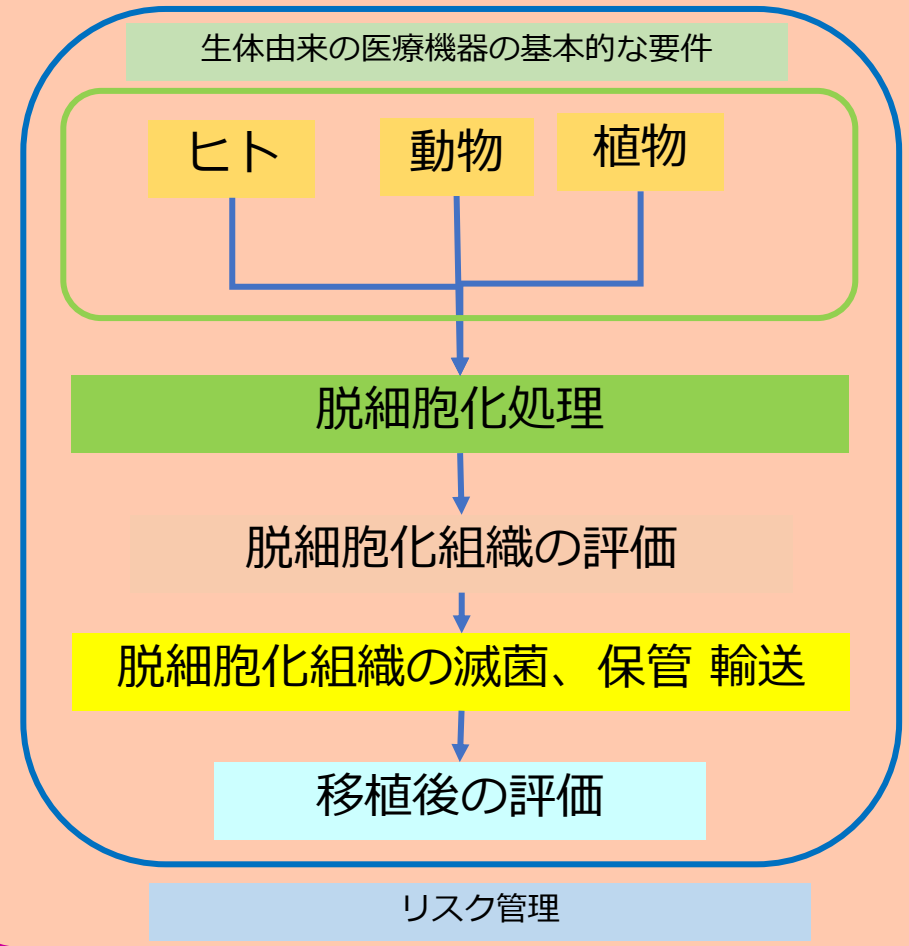 生体由来の医療機器の基本的な要件
ヒト
動物
植物
脱細胞化処理
脱細胞化組織の評価
脱細胞化組織の滅菌、保管 輸送
移植後の評価
リスク管理